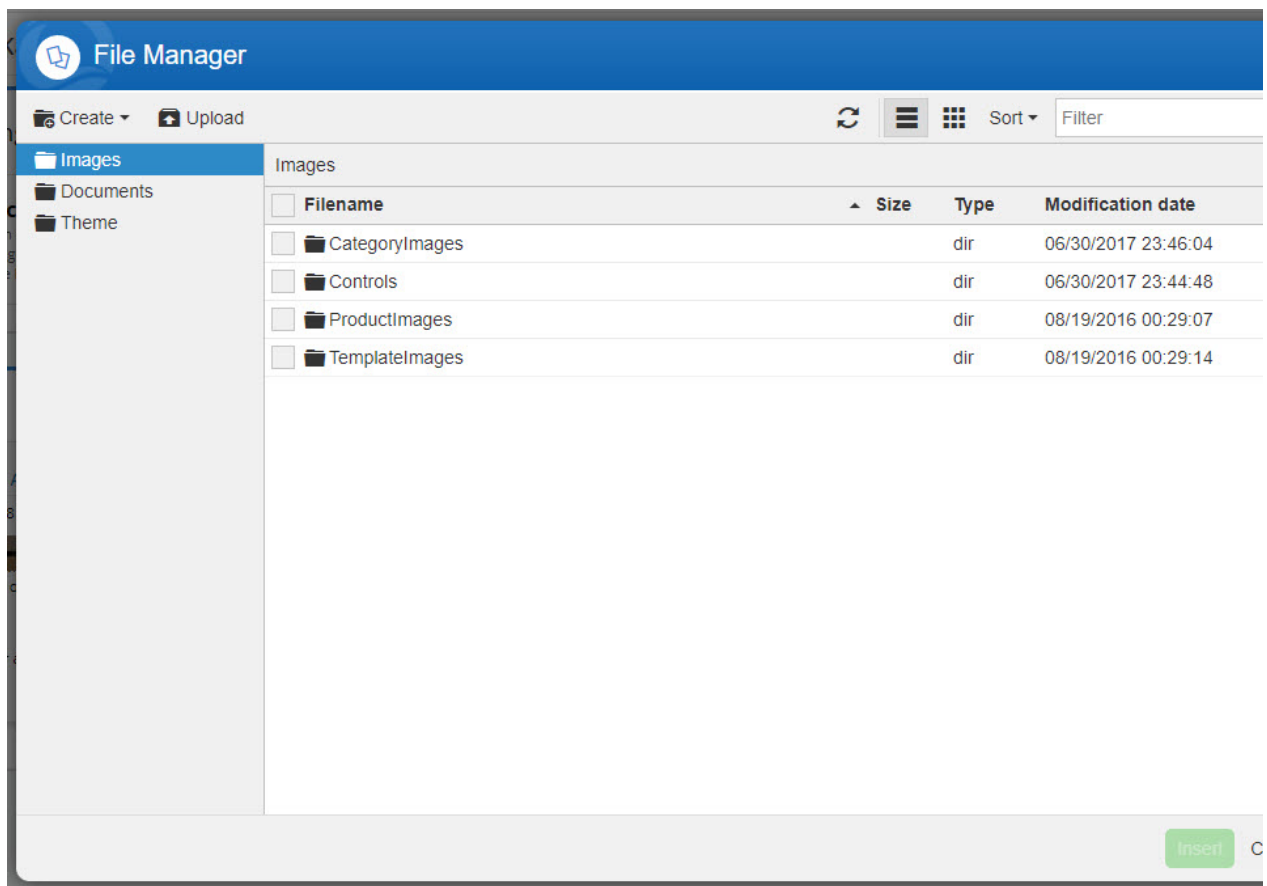 File Manager
Create Upload Sort Filter
Images
Documents
Theme
Images
Filename Size Type Modification date
CategoryImages dir 06/30/2017 23:46:04
Controls dir 06/30/2017 23:44:48
ProductImages dir 08/19/2016 00:29:07
TemplateImages dir 08/19/2016 00:29:14
Insert